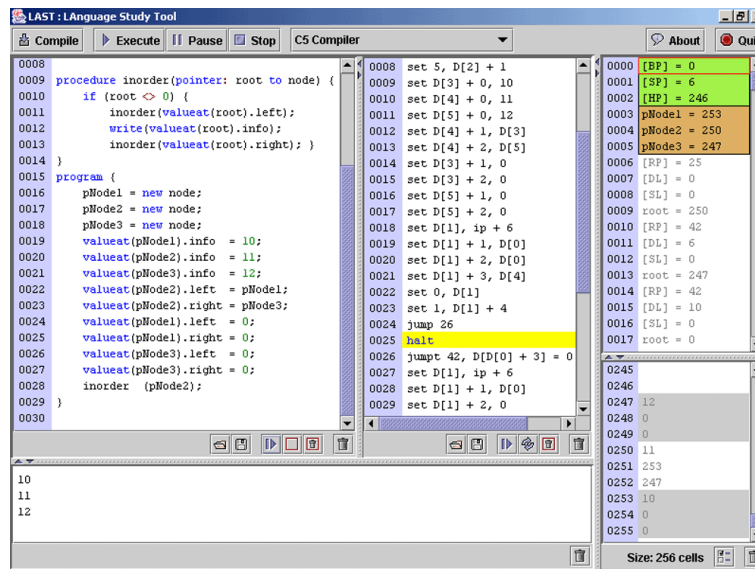 LAST : LAnguage Study Tool
Compile Execute Pause Stop C5 Compiler About Qui
0008
0009 procedure inorder(pointer: root to node) {
0010 if (root <> 0) {
0011 inorder(valueat(root).left);
0012 write(valueat(root).info);
0013 inorder(valueat(root).right); }
0014 }
0015 program {
0016 pNode1 = new node;
0017 pNode2 = new node;
0018 pNode3 = new node;
0019 valueat(pNode1).info = 10;
0020 valueat(pNode2).info = 11;
0021 valueat(pNode3).info = 12;
0022 valueat(pNode2).left = pNode1;
0023 valueat(pNode2).right = pNode3;
0024 valueat(pNode1).left = 0;
0025 valueat(pNode1).right = 0;
0026 valueat(pNode3).left = 0;
0027 valueat(pNode3).right = 0;
0028 inorder (pNode2);
0029 }
0030
0008 set 5, D[2] + 1
0009 set D[3] + 0, 10
0010 set D[4] + 0, 11
0011 set D[5] + 0, 12
0012 set D[4] + 1, D[3]
0013 set D[4] + 2, D[5]
0014 set D[3] + 1, 0
0015 set D[3] + 2, 0
0016 set D[5] + 1, 0
0017 set D[5] + 2, 0
0018 set D[1], ip + 6
0019 set D[1] + 1, D[0]
0020 set D[1] + 2, D[0]
0021 set D[1] + 3, D[4]
0022 set 0, D[1]
0023 set 1, D[1] + 4
0024 jump 26
0025 halt
0026 jumpt 42, D[D[0] + 3] = 0
0027 set D[1], ip + 6
0028 set D[1] + 1, D[0]
0029 set D[1] + 2, 0
0000 [BP] = 0
0001 [SP] = 6
0002 [HP] = 246
0003 pNode1 = 253
0004 pNode2 = 250
0005 pNode3 = 247
0006 [RP] = 25
0007 [DL] = 0
0008 [SL] = 0
0009 root = 250
0010 [RP] = 42
0011 [DL] = 6
0012 [SL] = 0
0013 root = 247
0014 [RP] = 42
0015 [DL] = 10
0016 [SL] = 0
0017 root = 0
0245
0246
0247 12
0248 0
0249 0
0250 11
0251 253
0252 247
0253 10
0254 0
0255 0
10
11
12
Size: 256 cells